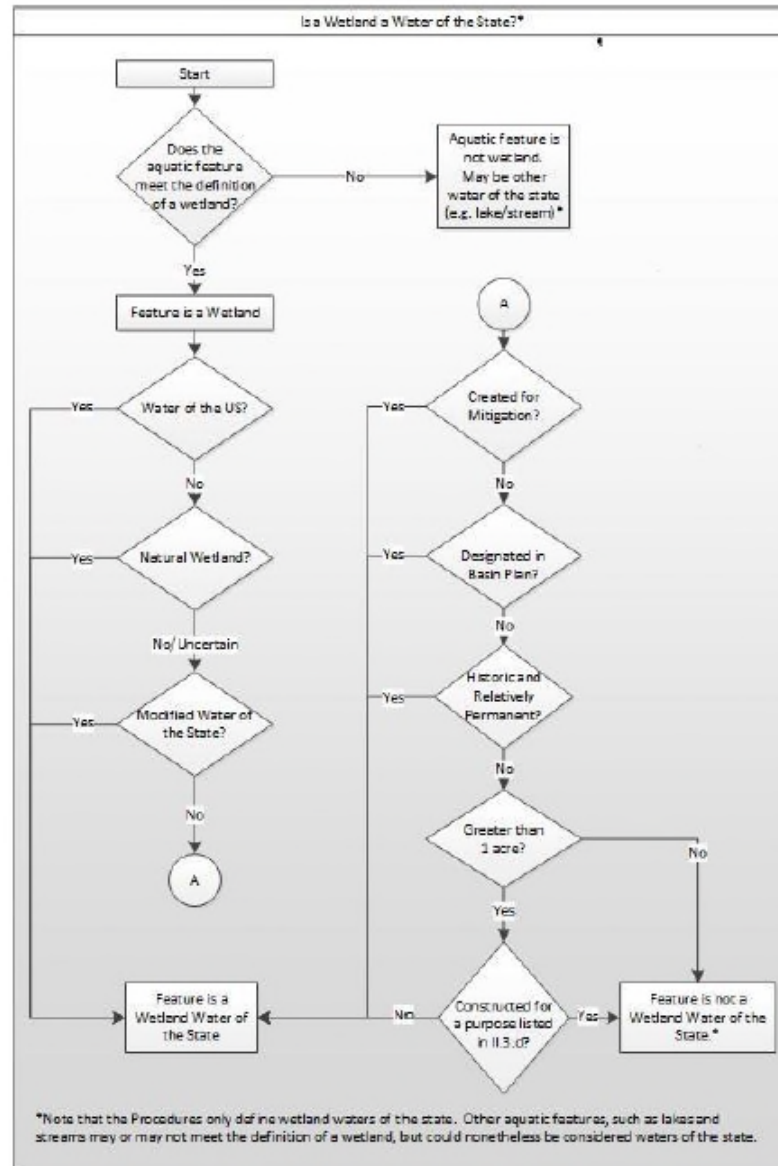 Is a Wetland a Water of the State?*
Start
Does the
aquatic feature
meet the definition
of a wetland?
No
Aquatic feature is
not wetland.
May be other
water of the state
(e.g. lake/stream)*
Yes
Feature is a Wetland
Water of the US?
Yes
No
Natural Wetland?
Yes
No/Uncertain
Modified Water of
the State?
Yes
No
A
A
Created for
Mitigation?
Yes
No
Designated in
Basin Plan?
Yes
No
Historic and
Relatively
Permanent?
Yes
No
Greater than
1 acre?
No
Yes
Constructed for
a purpose listed
in II.3.d?
No
Yes
Feature is a
Wetland Water of
the State
Feature is not a
Wetland Water of the
State.*
*Note that the Procedures only define wetland waters of the state. Other aquatic features, such as lakes and
streams may or may not meet the definition of a wetland, but could nonetheless be considered waters of the state.